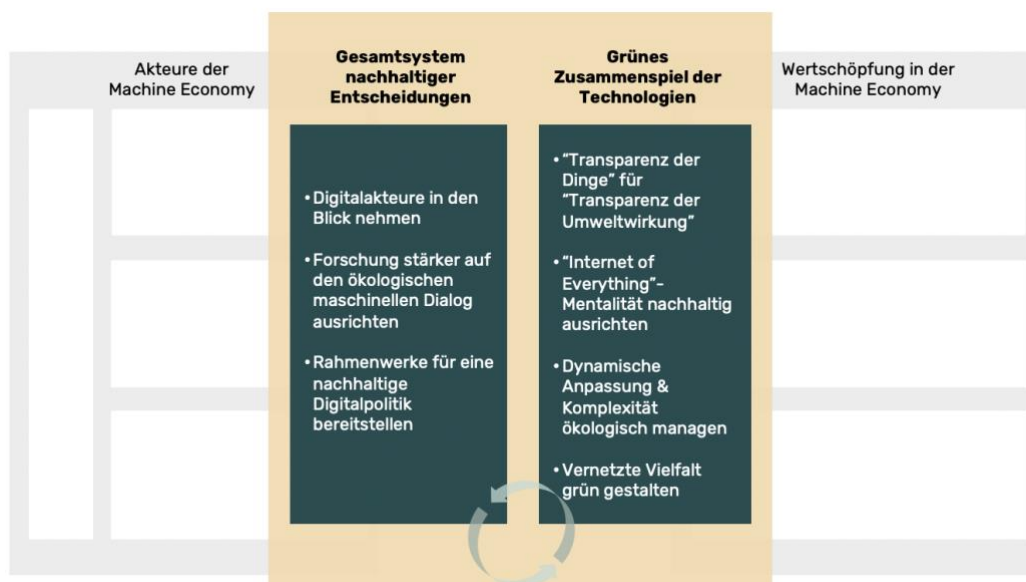 Akteure der
Machine Economy
Gesamtsystem
nachhaltiger
Entscheidungen
• Digitalakteure in den
Blick nehmen
• Forschung stärker auf
den ökologischen
maschinellen Dialog
ausrichten
• Rahmenwerke für eine
nachhaltige
Digitalpolitik
bereitstellen
Grünes
Zusammenspiel der
Technologien
• “Transparenz der
Dinge” für
“Transparenz der
Umweltwirkung”
• “Internet of
Everything”-
Mentalität nachhaltig
ausrichten
• Dynamische
Anpassung &
Komplexität
ökologisch managen
• Vernetzte Vielfalt
grün gestalten
Wertschöpfung in der
Machine Economy